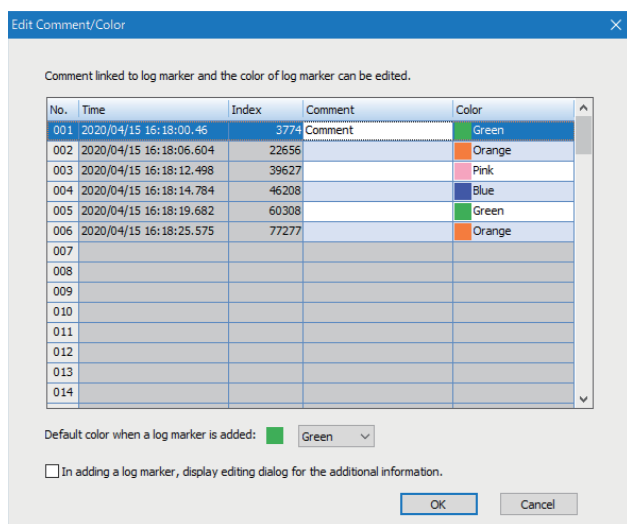 Edit Comment/Color
Comment linked to log marker and the color of log marker can be edited.
No. Time Index Comment Color
001 2020/04/15 16:18:00.46 3774 Comment Green
002 2020/04/15 16:18:06.604 22656 Orange
003 2020/04/15 16:18:12.498 39627 Pink
004 2020/04/15 16:18:14.784 46208 Blue
005 2020/04/15 16:18:19.682 60308 Green
006 2020/04/15 16:18:25.575 77277 Orange
007
008
009
010
011
012
013
014
Default color when a log marker is added: Green
In adding a log marker, display editing dialog for the additional information.
OK Cancel